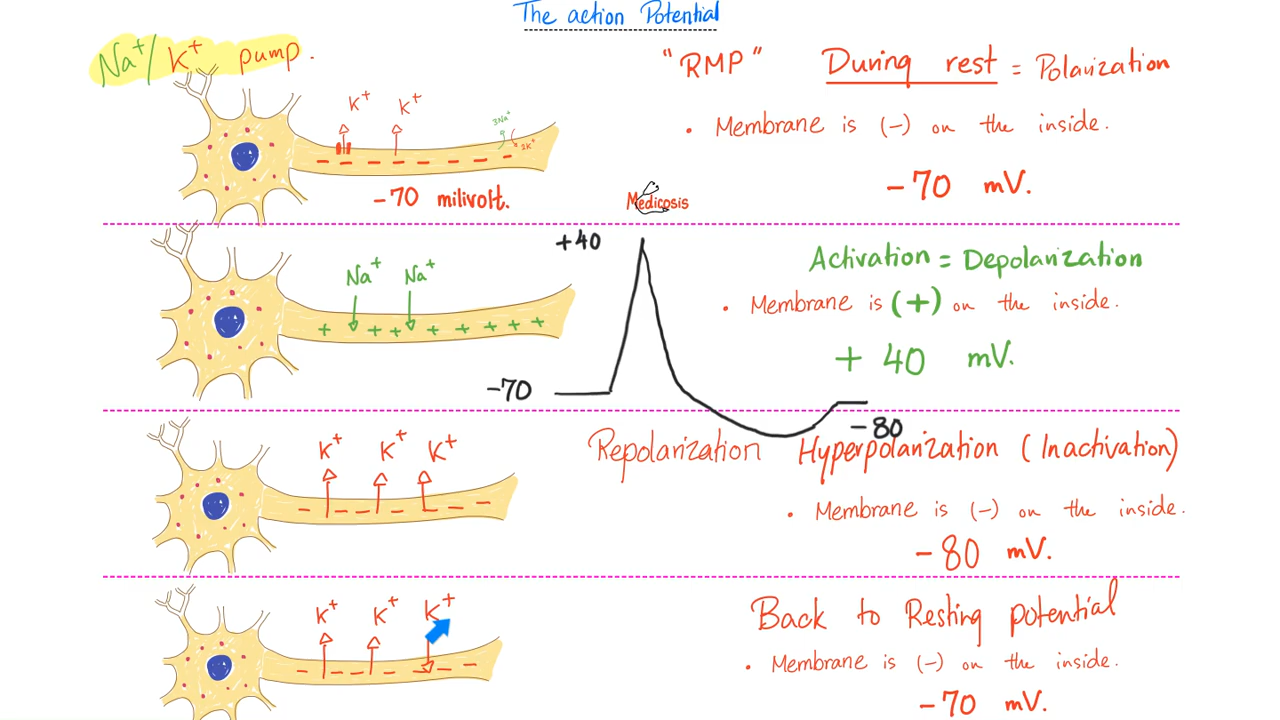 The action Potential
Na+/K+ pump.
"RMP" During rest = Polarization
K+ K+
3Na+
2K+
• Membrane is (-) on the inside.
-70 mV.
-70 milivolt.
Medicosis
+40
Activation = Depolarization
Na+ Na+
• Membrane is (+) on the inside.
+ 40 mV.
-70
-80
K+ K+ K+
Repolarization Hyperpolarization (Inactivation)
• Membrane is (-) on the inside.
-80 mV.
K+ K+ K+
Back to Resting potential
• Membrane is (-) on the inside.
-70 mV.